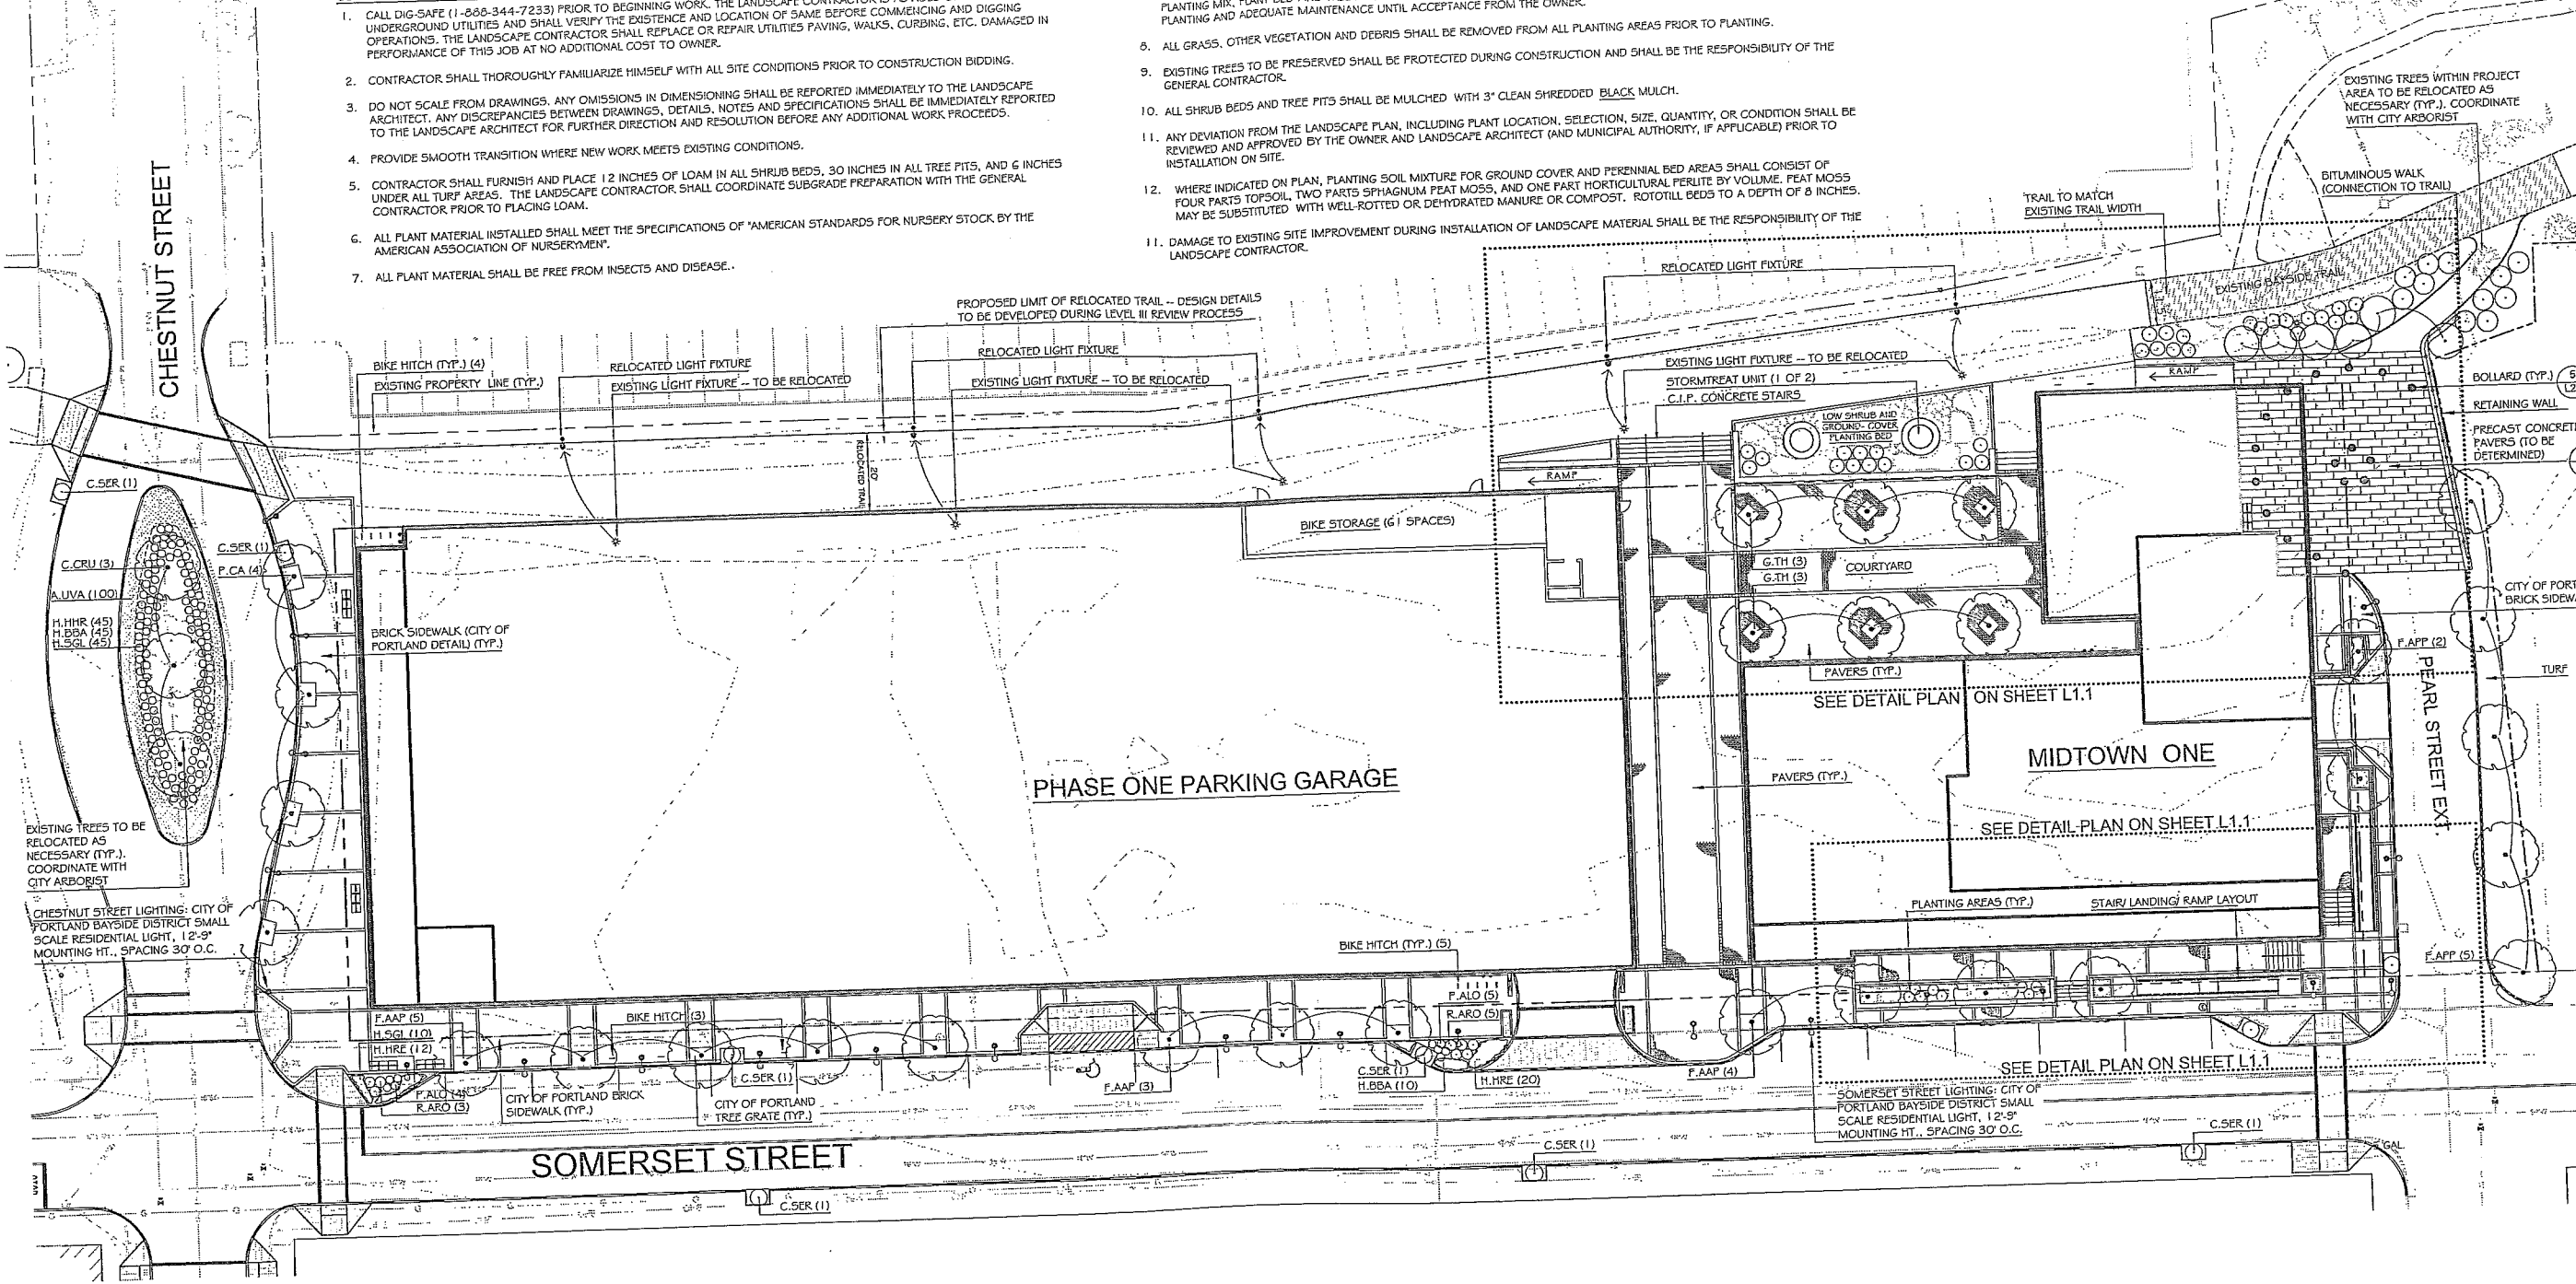 1. CALL DIG-SAFE (1-888-344-7233) PRIOR TO BEGINNING WORK. THE LANDSCAPE CONTRACTOR IS
UNDERGROUND UTILITIES AND SHALL VERIFY THE EXISTENCE AND LOCATION OF SAME BEFORE COMMENCING AND DIGGING
OPERATIONS. THE LANDSCAPE CONTRACTOR SHALL REPLACE OR REPAIR UTILITIES PAVING, WALKS, CURBING, ETC. DAMAGED IN
PERFORMANCE OF THIS JOB AT NO ADDITIONAL COST TO OWNER.
2. CONTRACTOR SHALL THOROUGHLY FAMILIARIZE HIMSELF WITH ALL SITE CONDITIONS PRIOR TO CONSTRUCTION BIDDING.
3. DO NOT SCALE FROM DRAWINGS. ANY OMISSIONS IN DIMENSIONING SHALL BE REPORTED IMMEDIATELY TO THE LANDSCAPE
ARCHITECT. ANY DISCREPANCIES BETWEEN DRAWINGS, DETAILS, NOTES AND SPECIFICATIONS SHALL BE IMMEDIATELY REPORTED
TO THE LANDSCAPE ARCHITECT FOR FURTHER DIRECTION AND RESOLUTION BEFORE ANY ADDITIONAL WORK PROCEEDS.
4. PROVIDE SMOOTH TRANSITION WHERE NEW WORK MEETS EXISTING CONDITIONS.
5. CONTRACTOR SHALL FURNISH AND PLACE 12 INCHES OF LOAM IN ALL SHRUB BEDS, 30 INCHES IN ALL TREE PITS, AND 6 INCHES
UNDER ALL TURF AREAS. THE LANDSCAPE CONTRACTOR SHALL COORDINATE SUBGRADE PREPARATION WITH THE GENERAL
CONTRACTOR PRIOR TO PLACING LOAM.
6. ALL PLANT MATERIAL INSTALLED SHALL MEET THE SPECIFICATIONS OF "AMERICAN STANDARDS FOR NURSERY STOCK BY THE
AMERICAN ASSOCIATION OF NURSERYMEN".
7. ALL PLANT MATERIAL SHALL BE FREE FROM INSECTS AND DISEASE..
PLANTING AND ADEQUATE MAINTENANCE UNTIL ACCEPTANCE FROM THE OWNER.
8. ALL GRASS, OTHER VEGETATION AND DEBRIS SHALL BE REMOVED FROM ALL PLANTING AREAS PRIOR TO PLANTING.
9. EXISTING TREES TO BE PRESERVED SHALL BE PROTECTED DURING CONSTRUCTION AND SHALL BE THE RESPONSIBILITY OF THE
GENERAL CONTRACTOR.
10. ALL SHRUB BEDS AND TREE PITS SHALL BE MULCHED WITH 3" CLEAN SHREDDED BLACK MULCH.
11. ANY DEVIATION FROM THE LANDSCAPE PLAN, INCLUDING PLANT LOCATION, SELECTION, SIZE, QUANTITY, OR CONDITION SHALL BE
REVIEWED AND APPROVED BY THE OWNER AND LANDSCAPE ARCHITECT (AND MUNICIPAL AUTHORITY, IF APPLICABLE) PRIOR TO
INSTALLATION ON SITE.
12. WHERE INDICATED ON PLAN, PLANTING SOIL MIXTURE FOR GROUND COVER AND PERENNIAL BED AREAS SHALL CONSIST OF
FOUR PARTS TOPSOIL, TWO PARTS SPHAGNUM PEAT MOSS, AND ONE PART HORTICULTURAL PERLITE BY VOLUME. PEAT MOSS
MAY BE SUBSTITUTED WITH WELL-ROTTED OR DEHYDRATED MANURE OR COMPOST. ROTOTILL BEDS TO A DEPTH OF 8 INCHES.
11. DAMAGE TO EXISTING SITE IMPROVEMENT DURING INSTALLATION OF LANDSCAPE MATERIAL SHALL BE THE RESPONSIBILITY OF THE
LANDSCAPE CONTRACTOR.
EXISTING TREES WITHIN PROJECT
AREA TO BE RELOCATED AS
NECESSARY (TYP.). COORDINATE
WITH CITY ARBORIST
BITUMINOUS WALK
(CONNECTION TO TRAIL)
TRAIL TO MATCH
EXISTING TRAIL WIDTH
EXISTING BAYSIDE TRAIL
CHESTNUT STREET
PROPOSED LIMIT OF RELOCATED TRAIL -- DESIGN DETAILS
TO BE DEVELOPED DURING LEVEL III REVIEW PROCESS
BIKE HITCH (TYP.) (4)
EXISTING PROPERTY LINE (TYP.)
RELOCATED LIGHT FIXTURE
EXISTING LIGHT FIXTURE -- TO BE RELOCATED
RELOCATED LIGHT FIXTURE
EXISTING LIGHT FIXTURE -- TO BE RELOCATED
RELOCATED LIGHT FIXTURE
EXISTING LIGHT FIXTURE -- TO BE RELOCATED
STORMTREAT UNIT (1 OF 2)
C.I.P. CONCRETE STAIRS
LOW SHRUB AND
GROUND- COVER
PLANTING BED
RAMP
BOLLARD (TYP.)
RETAINING WALL
PRECAST CONCRETE
PAVERS (TO BE
DETERMINED)
20'
RELOCATED TRAIL
RAMP
BIKE STORAGE (61 SPACES)
C.SER (1)
C.SER (1)
P.CA (4)
C.CRU (3)
A.UVA (100)
H.HHR (45)
H.BBA (45)
H.SGL (45)
BRICK SIDEWALK (CITY OF
PORTLAND DETAIL) (TYP.)
G.TH (3)
G.TH (3)
COURTYARD
PAVERS (TYP.)
SEE DETAIL PLAN ON SHEET L1.1
CITY OF PORT
BRICK SIDEW
F.APP (2)
TURF
PEARL STREET EXT.
PHASE ONE PARKING GARAGE
PAVERS (TYP.)
MIDTOWN ONE
SEE DETAIL PLAN ON SHEET L1.1
EXISTING TREES TO BE
RELOCATED AS
NECESSARY (TYP.).
COORDINATE WITH
CITY ARBORIST
CHESTNUT STREET LIGHTING: CITY OF
PORTLAND BAYSIDE DISTRICT SMALL
SCALE RESIDENTIAL LIGHT, 12'-9"
MOUNTING HT., SPACING 30' O.C.
PLANTING AREAS (TYP.)
STAIR/ LANDING/ RAMP LAYOUT
BIKE HITCH (TYP.) (5)
F.APP (5)
F.AAP (5)
H.SGL (10)
H.HRE (12)
BIKE HITCH (3)
P.ALO (5)
R.ARO (5)
P.ALO (4)
R.ARO (3)
CITY OF PORTLAND BRICK
SIDEWALK (TYP.)
C.SER (1)
CITY OF PORTLAND
TREE GRATE (TYP.)
F.AAP (3)
C.SER (1)
H.BBA (10)
H.HRE (20)
F.AAP (4)
SEE DETAIL PLAN ON SHEET L1.1
SOMERSET STREET LIGHTING: CITY OF
PORTLAND BAYSIDE DISTRICT SMALL
SCALE RESIDENTIAL LIGHT, 12'-9"
MOUNTING HT., SPACING 30' O.C.
SOMERSET STREET
C.SER (1)
C.SER (1)
C.SER (1)
GAL